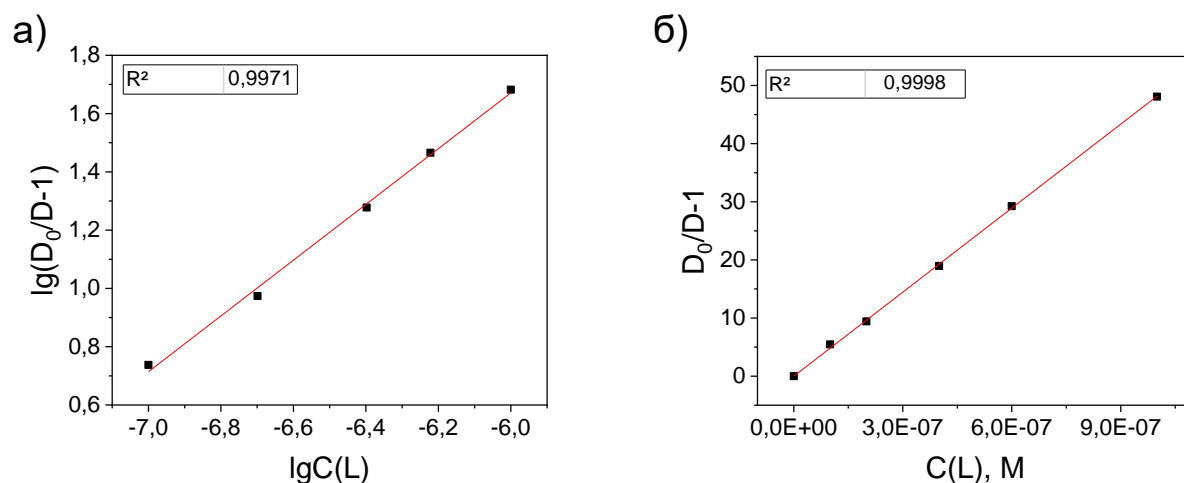 а)
R² 0,9971
1,8
1,6
1,4
1,2
1,0
0,8
0,6
lg(D₀/D-1)
-7,0 -6,8 -6,6 -6,4 -6,2 -6,0
lgC(L)
б)
R² 0,9998
50
40
30
20
10
0
D₀/D-1
0,0E+00 3,0E-07 6,0E-07 9,0E-07
C(L), M